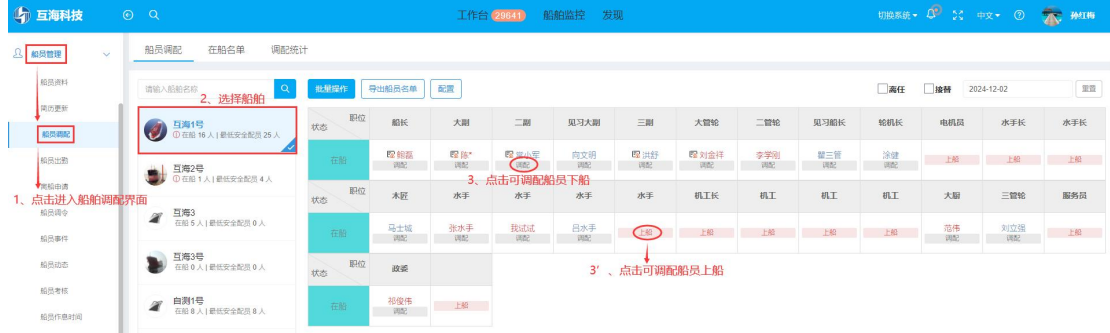 互海科技
工作台 29841 船舶监控 发现
切换系统 中文 孙红梅
船员管理
船员资料
简历更新
船员调配
船员出勤
离船申请
船员调令
船员事件
船员动态
船员考核
船员作息时间
1、点击进入船舶调配界面
船员调配 在船名单 调配统计
请输入船舶名称
2、选择船舶
互海1号
在船 16 人 | 最低安全配员 25 人
互海2号
在船 1 人 | 最低安全配员 4 人
互海3
在船 5 人 | 最低安全配员 0 人
互海3号
在船 0 人 | 最低安全配员 0 人
自测1号
在船 8 人 | 最低安全配员 8 人
批量操作 导出船员名单 配置
离任 接替 2024-12-02 重置
状态 职位 船长 大副 二副 见习大副 三副 大管轮 二管轮 见习船长 轮机长 电机员 水手长 水手长
在船 鲍磊 陈* 富小军 向文明 洪舒 刘金祥 李学刚 瞿三管 涂健 上船 上船 上船
调配 调配 调配 调配 调配 调配 调配 调配 调配
3、点击可调配船员下船
状态 职位 木匠 水手 水手 水手 水手 机工长 机工 机工 机工 大厨 三管轮 服务员
在船 马士城 张水手 我试试 吕水手 上船 上船 上船 上船 上船 范伟 刘立强 上船
调配 调配 调配 调配 调配 调配
3′、点击可调配船员上船
状态 职位 政委
在船 祁俊伟 上船
调配